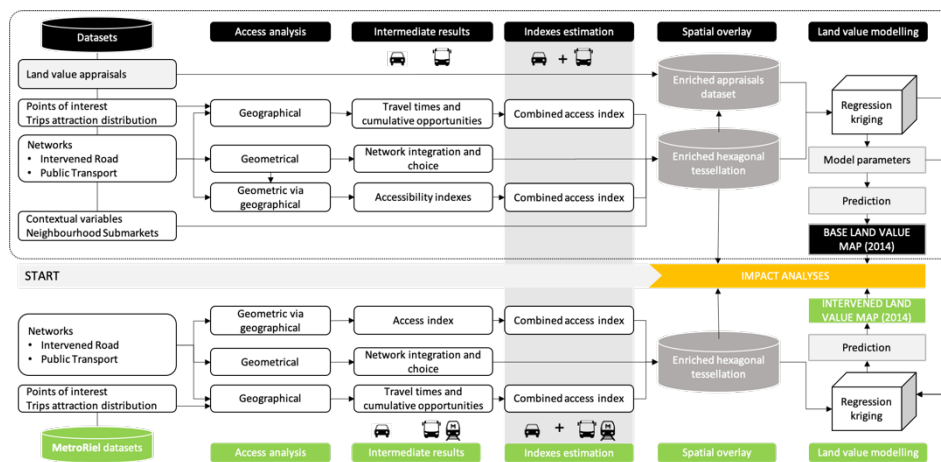 Datasets
Access analysis
Intermediate results
Indexes estimation
Spatial overlay
Land value modelling
+
Land value appraisals
Points of interest
Trips attraction distribution
Networks
• Intervened Road
• Public Transport
Contextual variables
Neighbourhood Submarkets
Geographical
Geometrical
Geometric via
geographical
Travel times and
cumulative opportunities
Network integration and
choice
Accessibility indexes
Combined access index
Combined access index
Enriched appraisals
dataset
Enriched hexagonal
tessellation
Regression
kriging
Model parameters
Prediction
BASE LAND VALUE
MAP (2014)
START
IMPACT ANALYSES
INTERVENED LAND
VALUE MAP (2014)
Networks
• Intervened Road
• Public Transport
Points of interest
Trips attraction distribution
MetroRiel datasets
Geometric via
geographical
Geometrical
Geographical
Access index
Network integration and
choice
Travel times and
cumulative opportunities
Combined access index
Combined access index
Enriched hexagonal
tessellation
Prediction
Regression
kriging
M
+
M
Access analysis
Intermediate results
Indexes estimation
Spatial overlay
Land value modelling